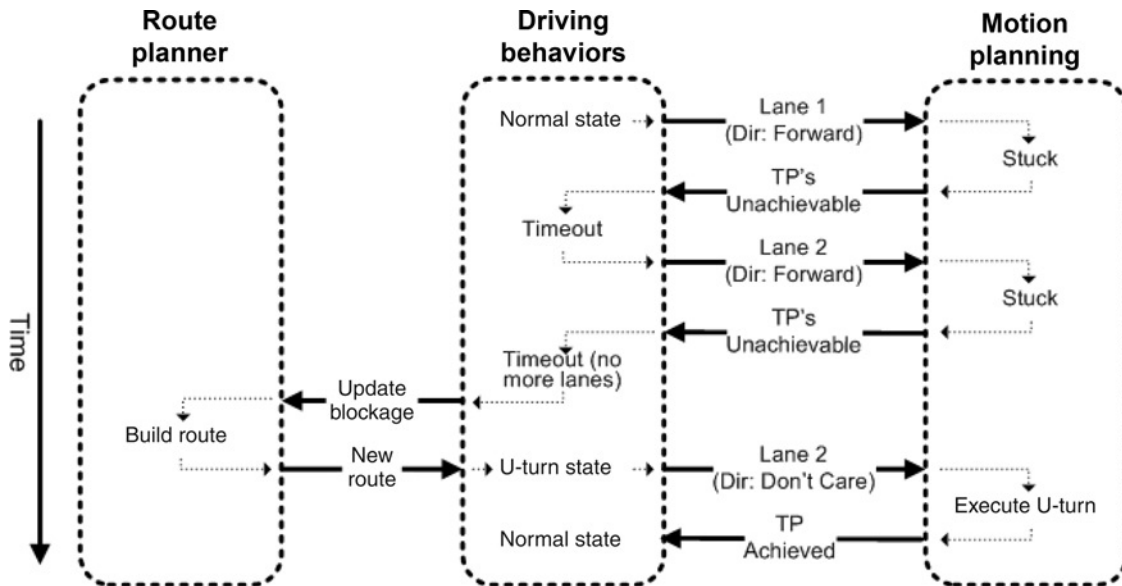 Route
planner
Driving
behaviors
Motion
planning
Time
Normal state
Lane 1
(Dir: Forward)
Stuck
TP's
Unachievable
Timeout
Lane 2
(Dir: Forward)
Stuck
TP's
Unachievable
Timeout (no
more lanes)
Update
blockage
Build route
New
route
U-turn state
Lane 2
(Dir: Don't Care)
Execute U-turn
Normal state
TP
Achieved